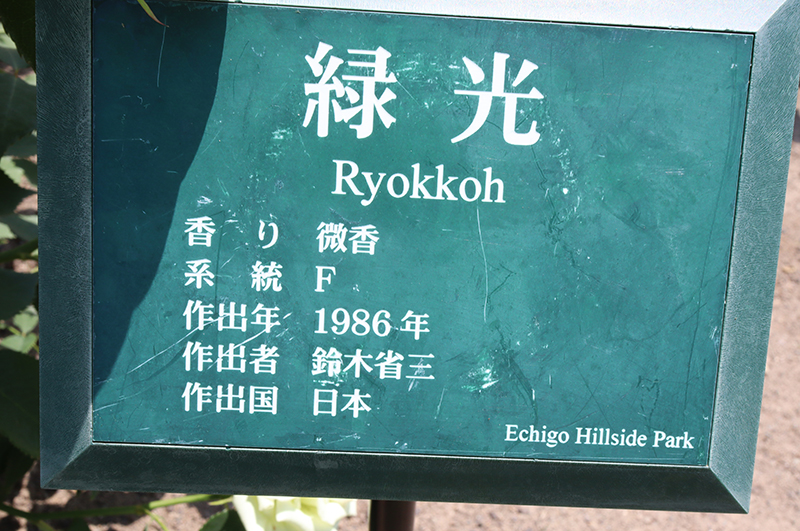 緑光
Ryokkoh
香り 微香
系統 F
作出年 1986年
作出者 鈴木省三
作出国 日本
Echigo Hillside Park